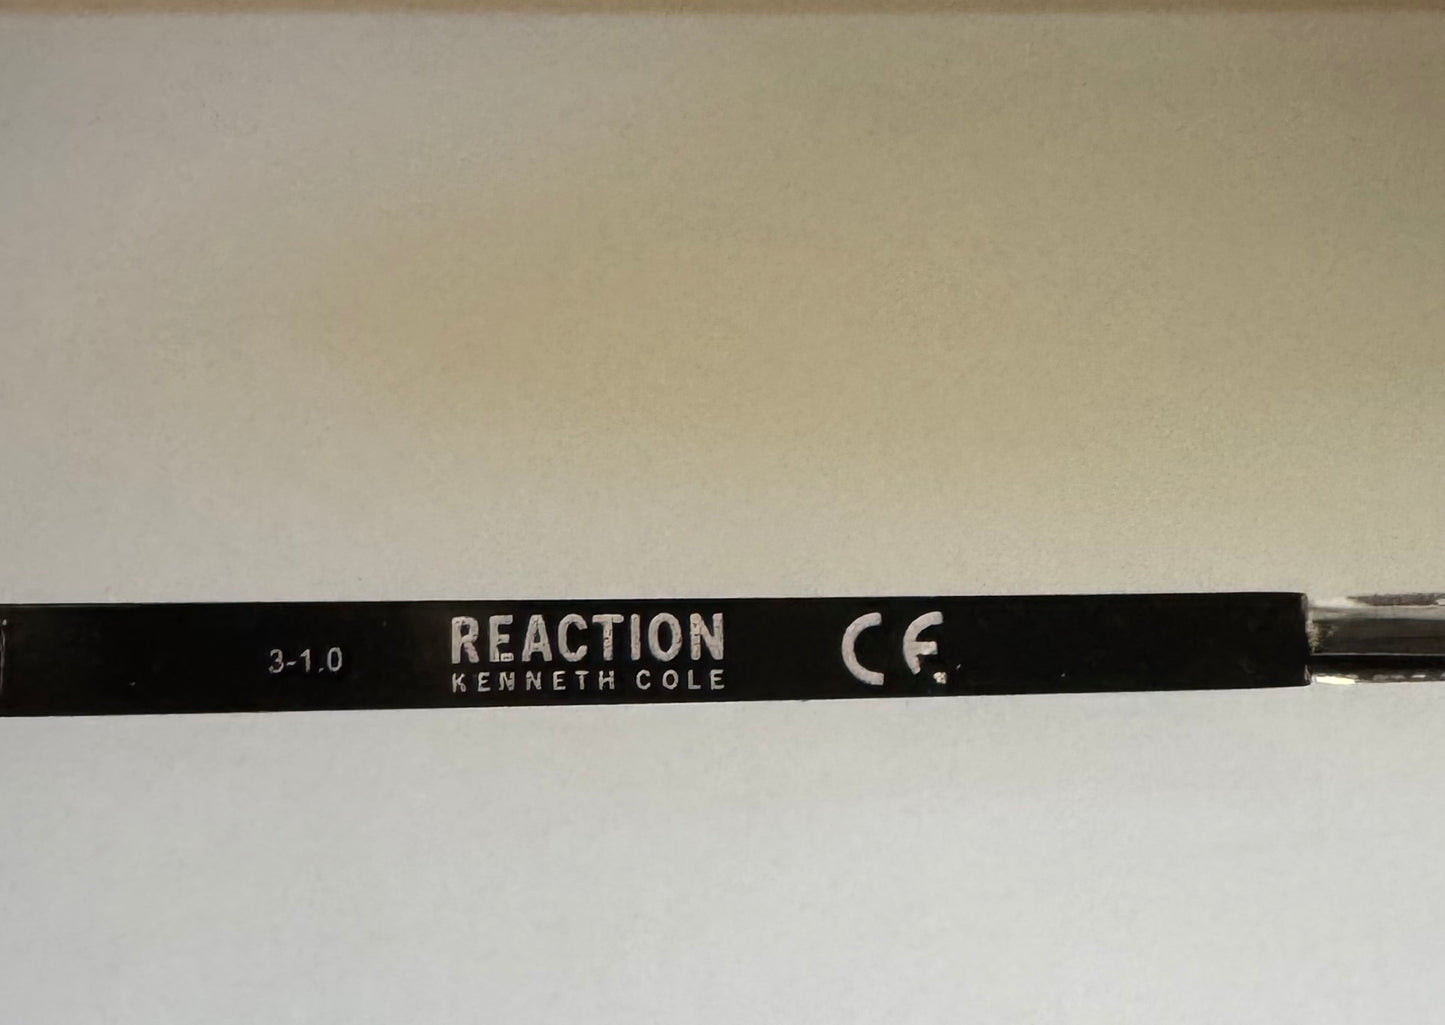 3-1.0
REACTION
KENNETH COLE
CE